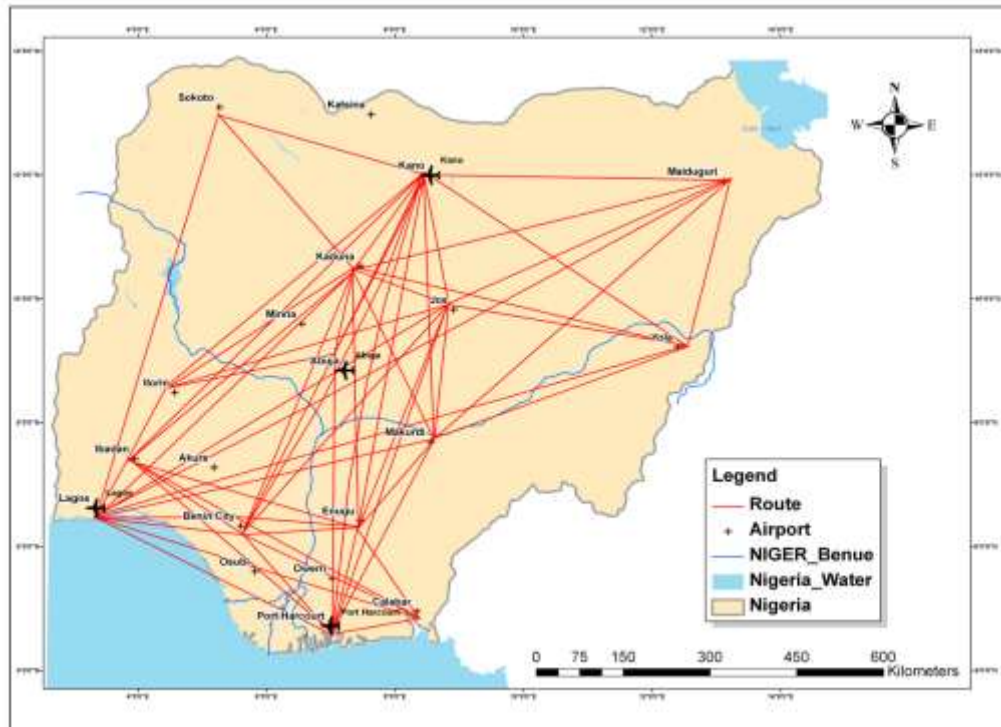 Sokoto
Katsina
Kano
Kano
Maiduguri
N
W
E
S
Kaduna
Jos
Minna
Yola
Abuja
Abuja
Ilorin
Makurdi
Ibadan
Akure
Lagos
Lagos
Benin City
Enugu
Osubi
Owerri
Calabar
Port Harcourt
Port Harcourt
Legend
Route
Airport
NIGER_Benue
Nigeria_Water
Nigeria
0 75 150 300 450 600
Kilometers